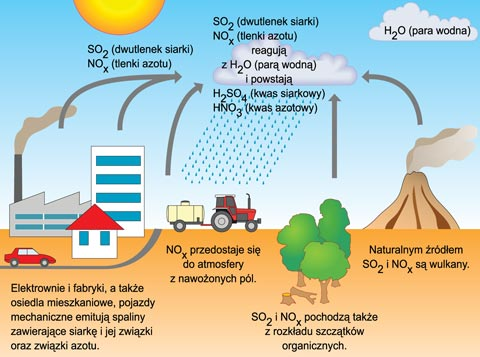 SO₂ (dwutlenek siarki)
NOₓ (tlenki azotu)
SO₂ (dwutlenek siarki)
NOₓ (tlenki azotu)
reagują
z H₂O (parą wodną)
i powstają
H₂SO₄ (kwas siarkowy)
HNO₃ (kwas azotowy)
H₂O (para wodna)
Elektrownie i fabryki, a także
osiedla mieszkaniowe, pojazdy
mechaniczne emitują spaliny
zawierające siarkę i jej związki
oraz związki azotu.
NOₓ przedostaje się
do atmosfery
z nawożonych pól.
SO₂ i NOₓ pochodzą także
z rozkładu szczątków
organicznych.
Naturalnym źródłem
SO₂ i NOₓ są wulkany.